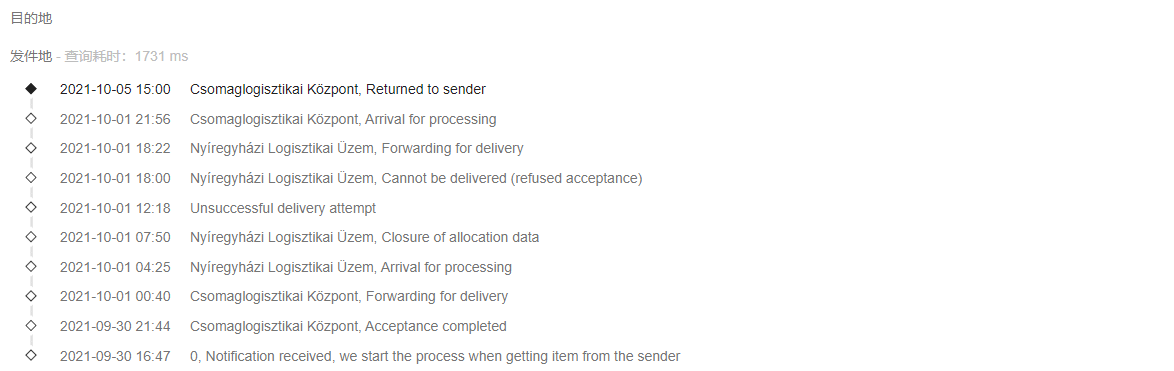 目的地
发件地 - 查询耗时：1731 ms
2021-10-05 15:00 Csomaglogisztikai Központ, Returned to sender
2021-10-01 21:56 Csomaglogisztikai Központ, Arrival for processing
2021-10-01 18:22 Nyíregyházi Logisztikai Üzem, Forwarding for delivery
2021-10-01 18:00 Nyíregyházi Logisztikai Üzem, Cannot be delivered (refused acceptance)
2021-10-01 12:18 Unsuccessful delivery attempt
2021-10-01 07:50 Nyíregyházi Logisztikai Üzem, Closure of allocation data
2021-10-01 04:25 Nyíregyházi Logisztikai Üzem, Arrival for processing
2021-10-01 00:40 Csomaglogisztikai Központ, Forwarding for delivery
2021-09-30 21:44 Csomaglogisztikai Központ, Acceptance completed
2021-09-30 16:47 0, Notification received, we start the process when getting item from the sender